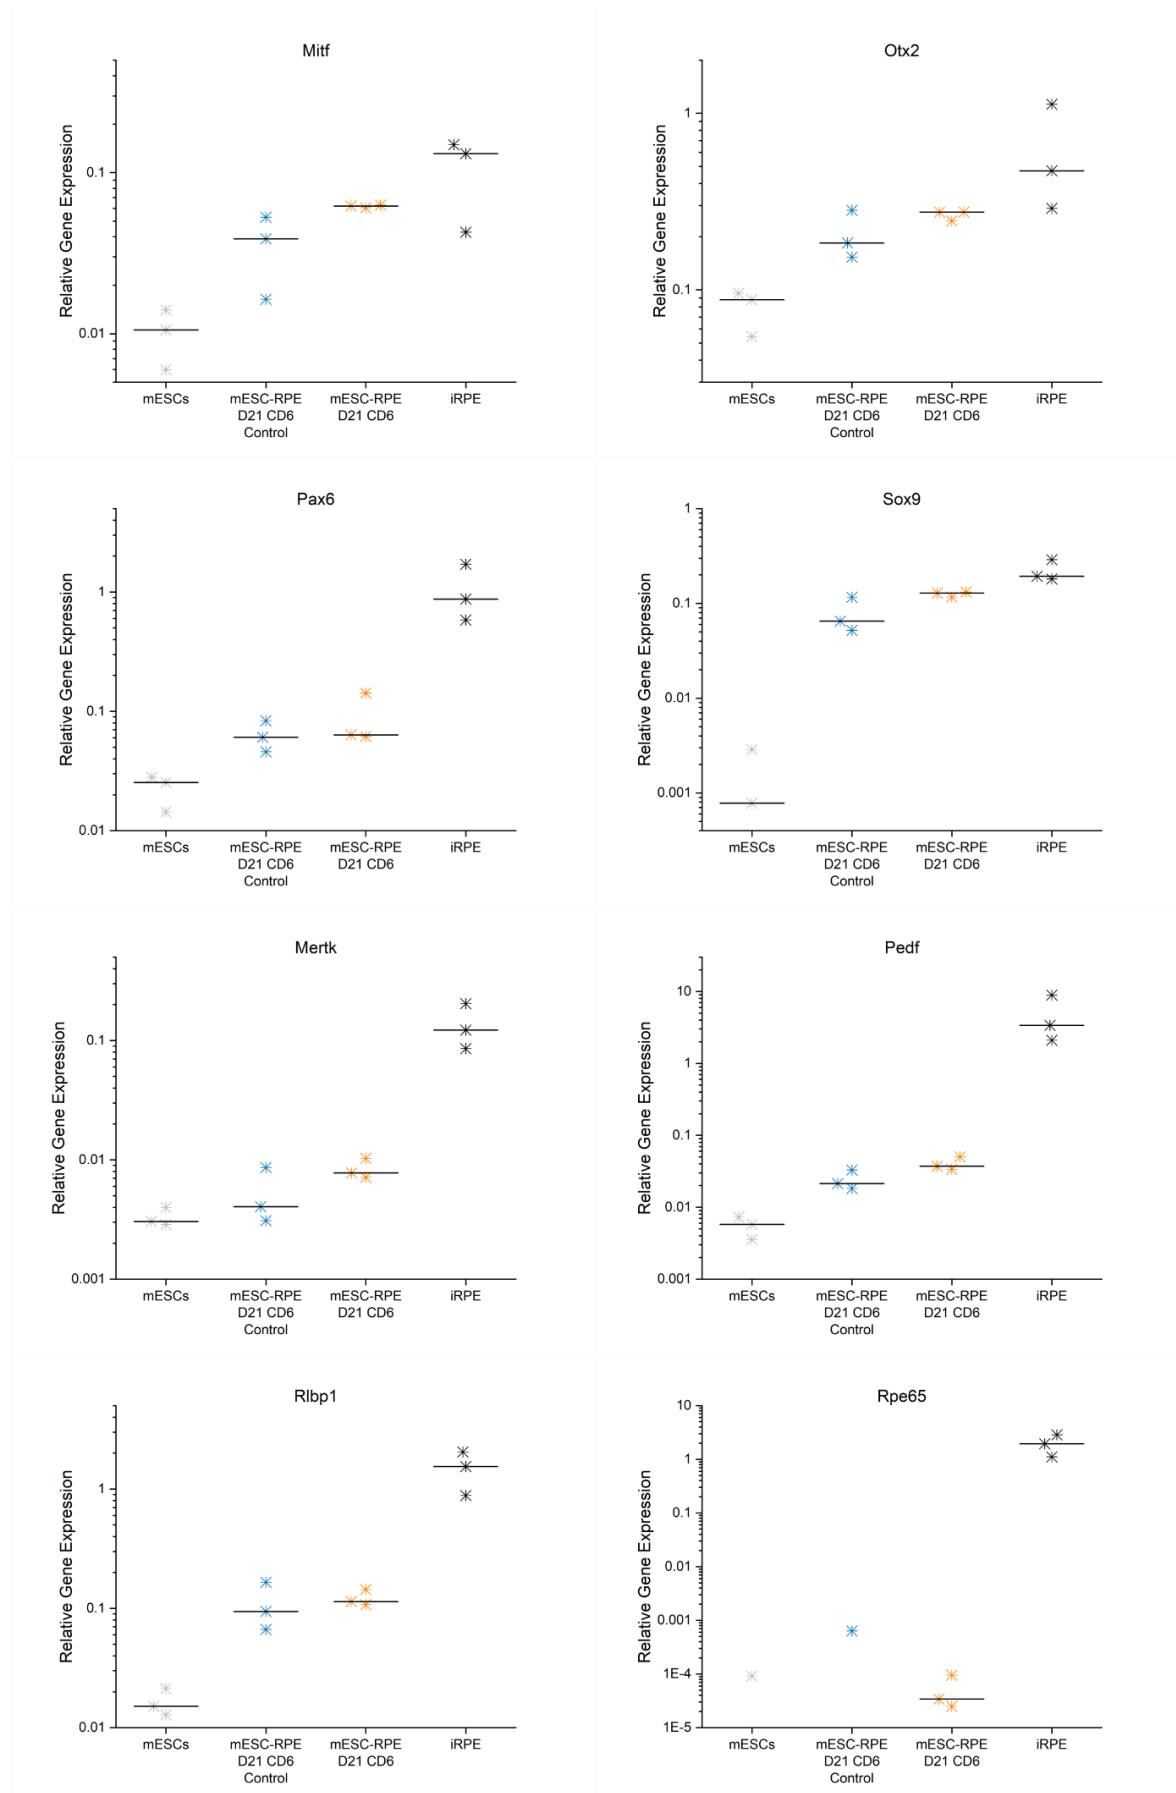 Mitf
Relative Gene Expression
0.1
0.01
mESCs
mESC-RPE
D21 CD6
Control
mESC-RPE
D21 CD6
iRPE
Otx2
Relative Gene Expression
1
0.1
mESCs
mESC-RPE
D21 CD6
Control
mESC-RPE
D21 CD6
iRPE
Pax6
Relative Gene Expression
1
0.1
0.01
mESCs
mESC-RPE
D21 CD6
Control
mESC-RPE
D21 CD6
iRPE
Sox9
Relative Gene Expression
1
0.1
0.01
0.001
mESCs
mESC-RPE
D21 CD6
Control
mESC-RPE
D21 CD6
iRPE
Mertk
Relative Gene Expression
0.1
0.01
0.001
mESCs
mESC-RPE
D21 CD6
Control
mESC-RPE
D21 CD6
iRPE
Pedf
Relative Gene Expression
10
1
0.1
0.01
0.001
mESCs
mESC-RPE
D21 CD6
Control
mESC-RPE
D21 CD6
iRPE
Rlbp1
Relative Gene Expression
1
0.1
0.01
mESCs
mESC-RPE
D21 CD6
Control
mESC-RPE
D21 CD6
iRPE
Rpe65
Relative Gene Expression
10
1
0.1
0.01
0.001
1E-4
1E-5
mESCs
mESC-RPE
D21 CD6
Control
mESC-RPE
D21 CD6
iRPE